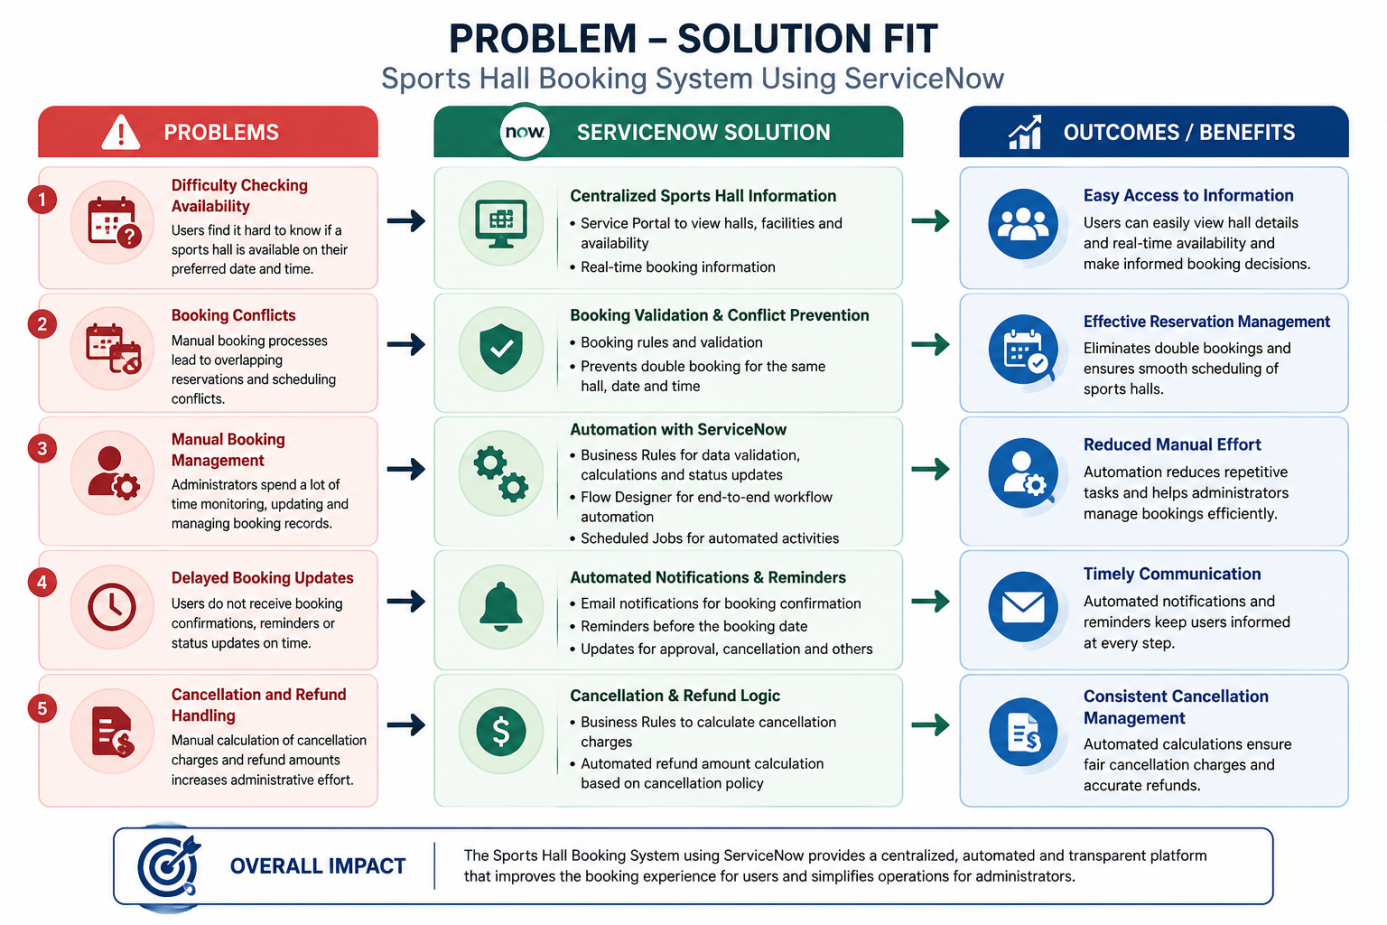 PROBLEM – SOLUTION FIT
Sports Hall Booking System Using ServiceNow
PROBLEMS
now.
SERVICENOW SOLUTION
OUTCOMES / BENEFITS
1
Difficulty Checking
Availability
Users find it hard to know if a
sports hall is available on their
preferred date and time.
Centralized Sports Hall Information
• Service Portal to view halls, facilities and
availability
• Real-time booking information
Easy Access to Information
Users can easily view hall details
and real-time availability and
make informed booking decisions.
2
Booking Conflicts
Manual booking processes
lead to overlapping
reservations and scheduling
conflicts.
Booking Validation & Conflict Prevention
• Booking rules and validation
• Prevents double booking for the same
hall, date and time
Effective Reservation Management
Eliminates double bookings and
ensures smooth scheduling of
sports halls.
3
Manual Booking
Management
Administrators spend a lot of
time monitoring, updating and
managing booking records.
Automation with ServiceNow
• Business Rules for data validation,
calculations and status updates
• Flow Designer for end-to-end workflow
automation
• Scheduled Jobs for automated activities
Reduced Manual Effort
Automation reduces repetitive
tasks and helps administrators
manage bookings efficiently.
4
Delayed Booking Updates
Users do not receive booking
confirmations, reminders or
status updates on time.
Automated Notifications & Reminders
• Email notifications for booking confirmation
• Reminders before the booking date
• Updates for approval, cancellation and others
Timely Communication
Automated notifications and
reminders keep users informed
at every step.
5
Cancellation and Refund
Handling
Manual calculation of cancellation
charges and refund amounts
increases administrative effort.
Cancellation & Refund Logic
• Business Rules to calculate cancellation
charges
• Automated refund amount calculation
based on cancellation policy
Consistent Cancellation
Management
Automated calculations ensure
fair cancellation charges and
accurate refunds.
OVERALL IMPACT
The Sports Hall Booking System using ServiceNow provides a centralized, automated and transparent platform
that improves the booking experience for users and simplifies operations for administrators.